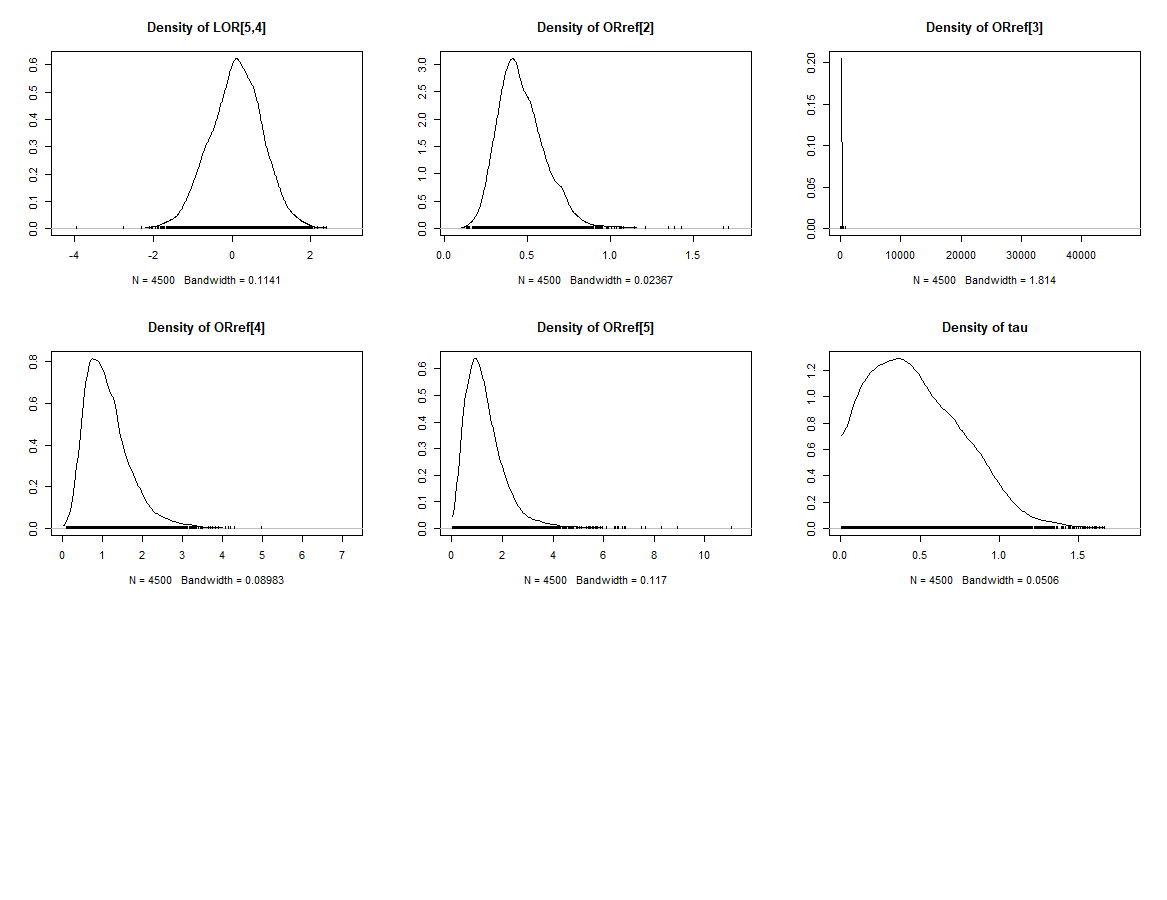 Density of LOR[5,4]
0.0 0.1 0.2 0.3 0.4 0.5 0.6
-4 -2 0 2
N = 4500 Bandwidth = 0.1141
Density of ORref[2]
0.0 0.5 1.0 1.5 2.0 2.5 3.0
0.0 0.5 1.0 1.5
N = 4500 Bandwidth = 0.02367
Density of ORref[3]
0.00 0.05 0.10 0.15 0.20
0 10000 20000 30000 40000
N = 4500 Bandwidth = 1.814
Density of ORref[4]
0.0 0.2 0.4 0.6 0.8
0 1 2 3 4 5 6 7
N = 4500 Bandwidth = 0.08983
Density of ORref[5]
0.0 0.1 0.2 0.3 0.4 0.5 0.6
0 2 4 6 8 10
N = 4500 Bandwidth = 0.117
Density of tau
0.0 0.2 0.4 0.6 0.8 1.0 1.2
0.0 0.5 1.0 1.5
N = 4500 Bandwidth = 0.0506